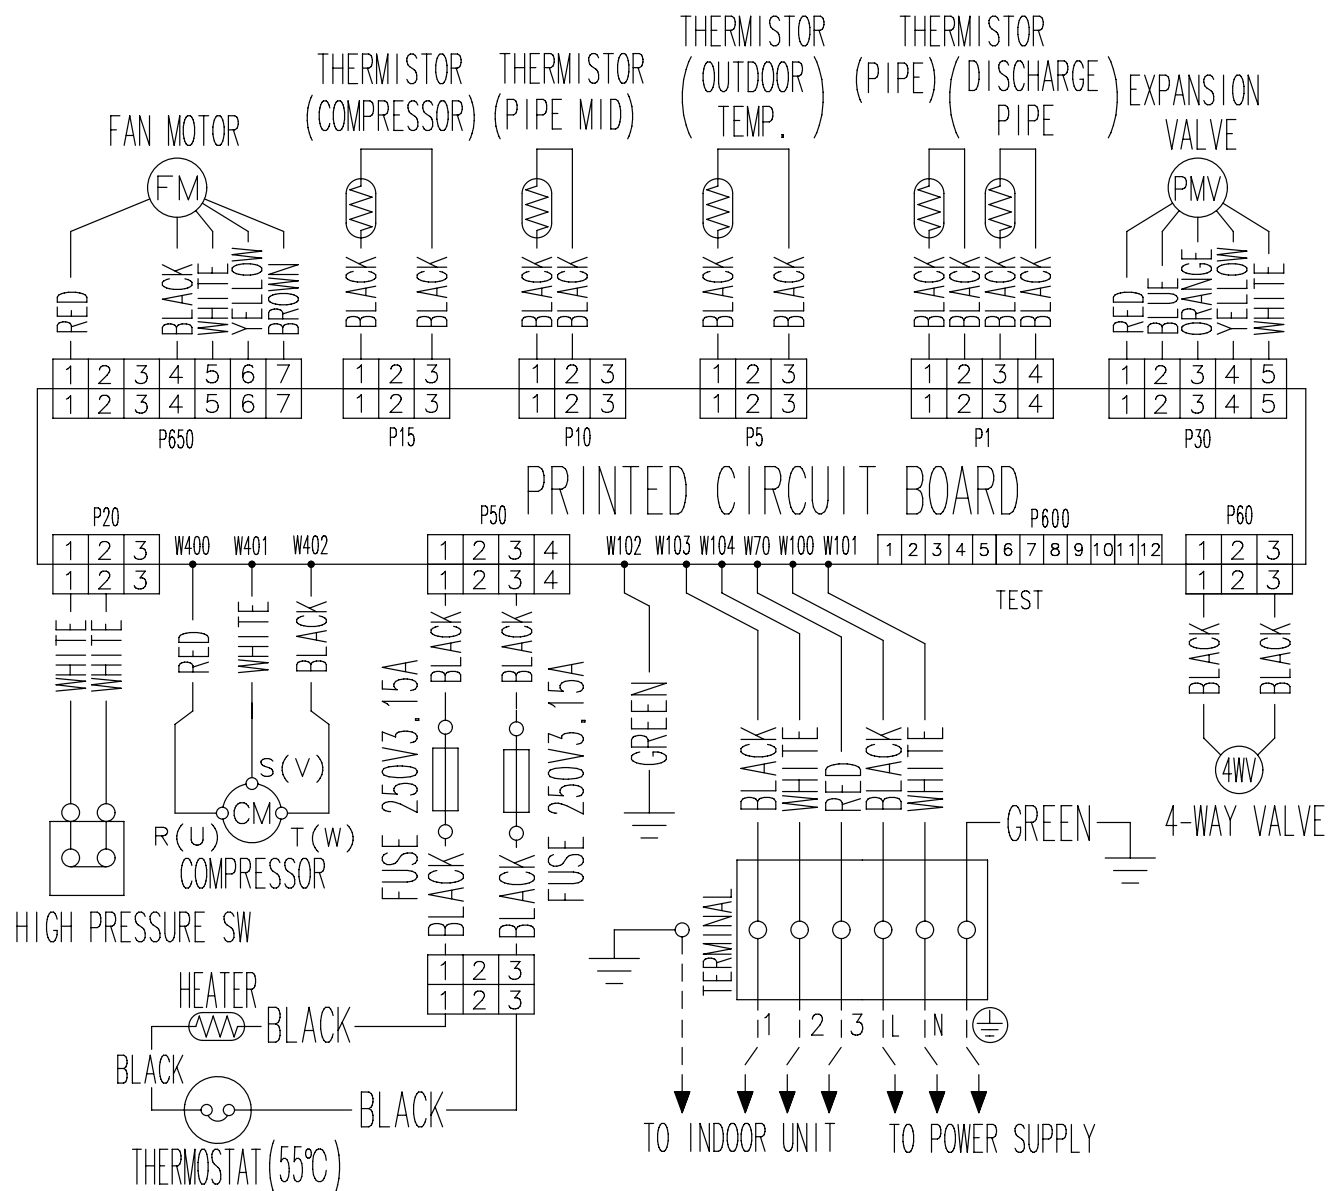 THERMISTOR
(OUTDOOR
TEMP.)
THERMISTOR
(PIPE) (DISCHARGE
PIPE)
THERMISTOR
(COMPRESSOR)
THERMISTOR
(PIPE MID)
EXPANSION
VALVE
FAN MOTOR
FM
PMV
RED
BLACK
WHITE
YELLOW
BROWN
BLACK
BLACK
BLACK
BLACK
BLACK
BLACK
BLACK
BLACK
BLACK
BLACK
RED
BLUE
ORANGE
YELLOW
WHITE
1 2 3 4 5 6 7
1 2 3
1 2 3
1 2 3
1 2 3 4
1 2 3 4 5
1 2 3 4 5 6 7
1 2 3
1 2 3
1 2 3
1 2 3 4
1 2 3 4 5
P650
P15
P10
P5
P1
P30
PRINTED CIRCUIT BOARD
P20
W400
W401
W402
P50
W102
W103
W104
W70
W100
W101
P600
P60
1 2 3
1 2 3 4
1 2 3 4 5 6 7 8 9 10 11 12
1 2 3
1 2 3
1 2 3 4
1 2 3
TEST
WHITE
WHITE
RED
WHITE
BLACK
BLACK
BLACK
FUSE 250V3.15A
FUSE 250V3.15A
GREEN
BLACK
WHITE
RED
BLACK
WHITE
BLACK
BLACK
4WV
4-WAY VALVE
S(V)
CM
R(U)
T(W)
COMPRESSOR
HIGH PRESSURE SW
BLACK
BLACK
GREEN
TERMINAL
1 2 3
1 2 3
HEATER
BLACK
BLACK
BLACK
THERMOSTAT(55℃)
1 2 3 L N
TO INDOOR UNIT
TO POWER SUPPLY